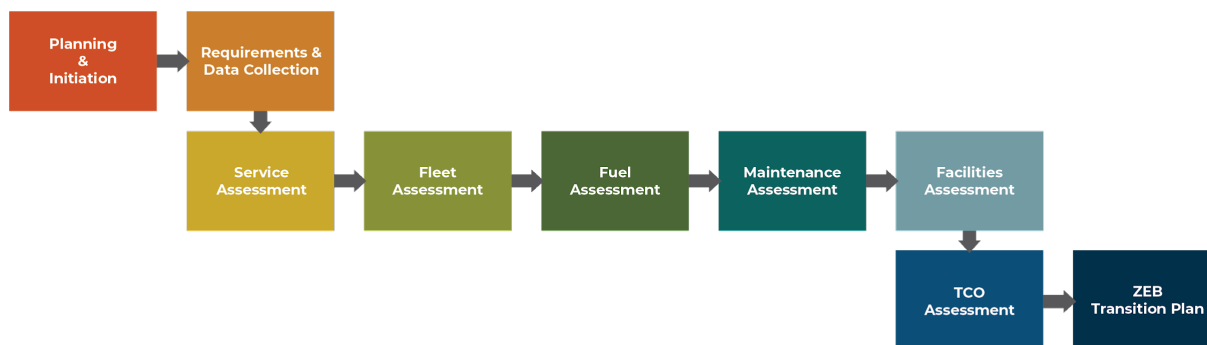 Planning
&
Initiation
Requirements &
Data Collection
Service
Assessment
Fleet
Assessment
Fuel
Assessment
Maintenance
Assessment
Facilities
Assessment
TCO
Assessment
ZEB
Transition Plan